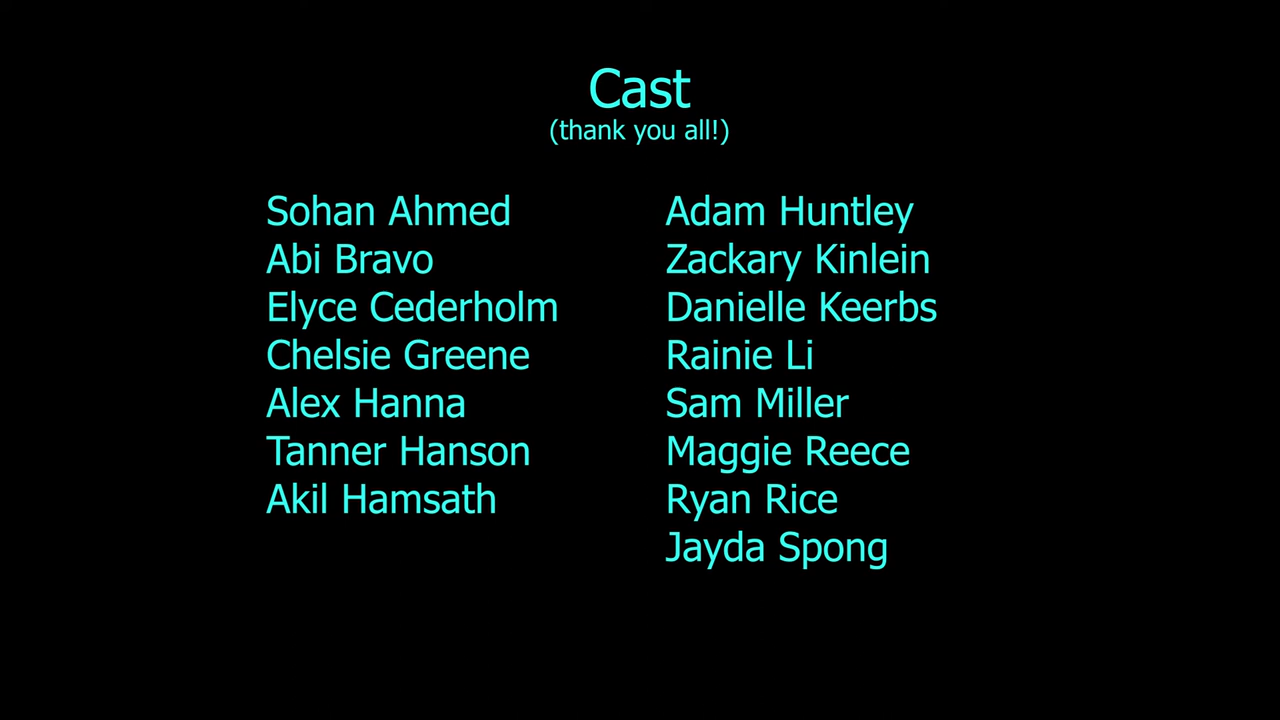 Cast
(thank you all!)
Sohan Ahmed
Abi Bravo
Elyce Cederholm
Chelsie Greene
Alex Hanna
Tanner Hanson
Akil Hamsath
Adam Huntley
Zackary Kinlein
Danielle Keerbs
Rainie Li
Sam Miller
Maggie Reece
Ryan Rice
Jayda Spong